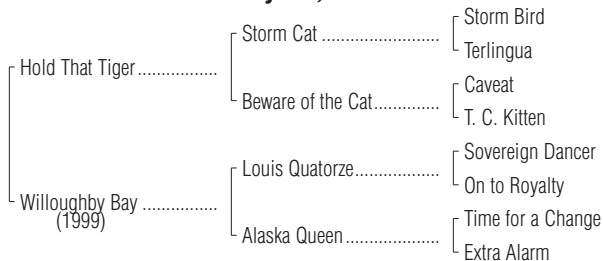 Storm Bird
Storm Cat ........................
Terlingua
Hold That Tiger................
Caveat
Beware of the Cat.............
T. C. Kitten
Sovereign Dancer
Louis Quatorze.................
On to Royalty
Willoughby Bay ...............
(1999)
Time for a Change
Alaska Queen...................
Extra Alarm